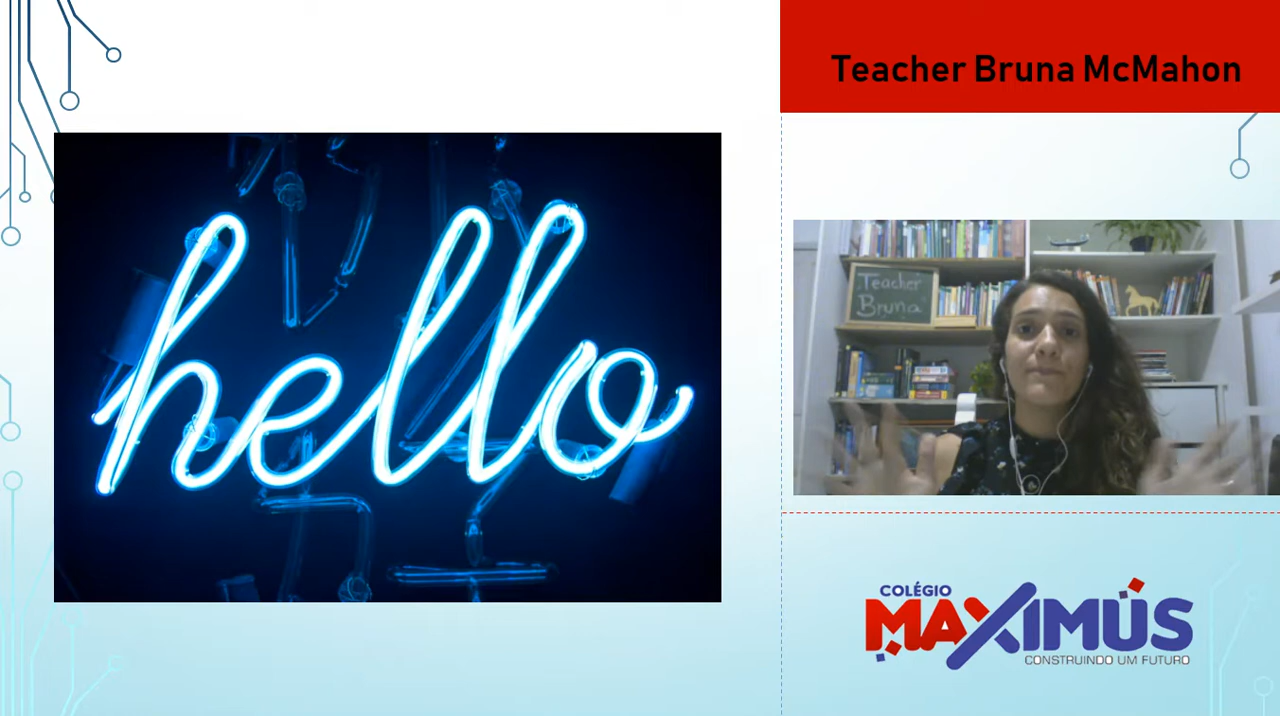 hello
Teacher Bruna McMahon
Teacher
Bruna
COLÉGIO
MAXIMÚS
CONSTRUINDO UM FUTURO